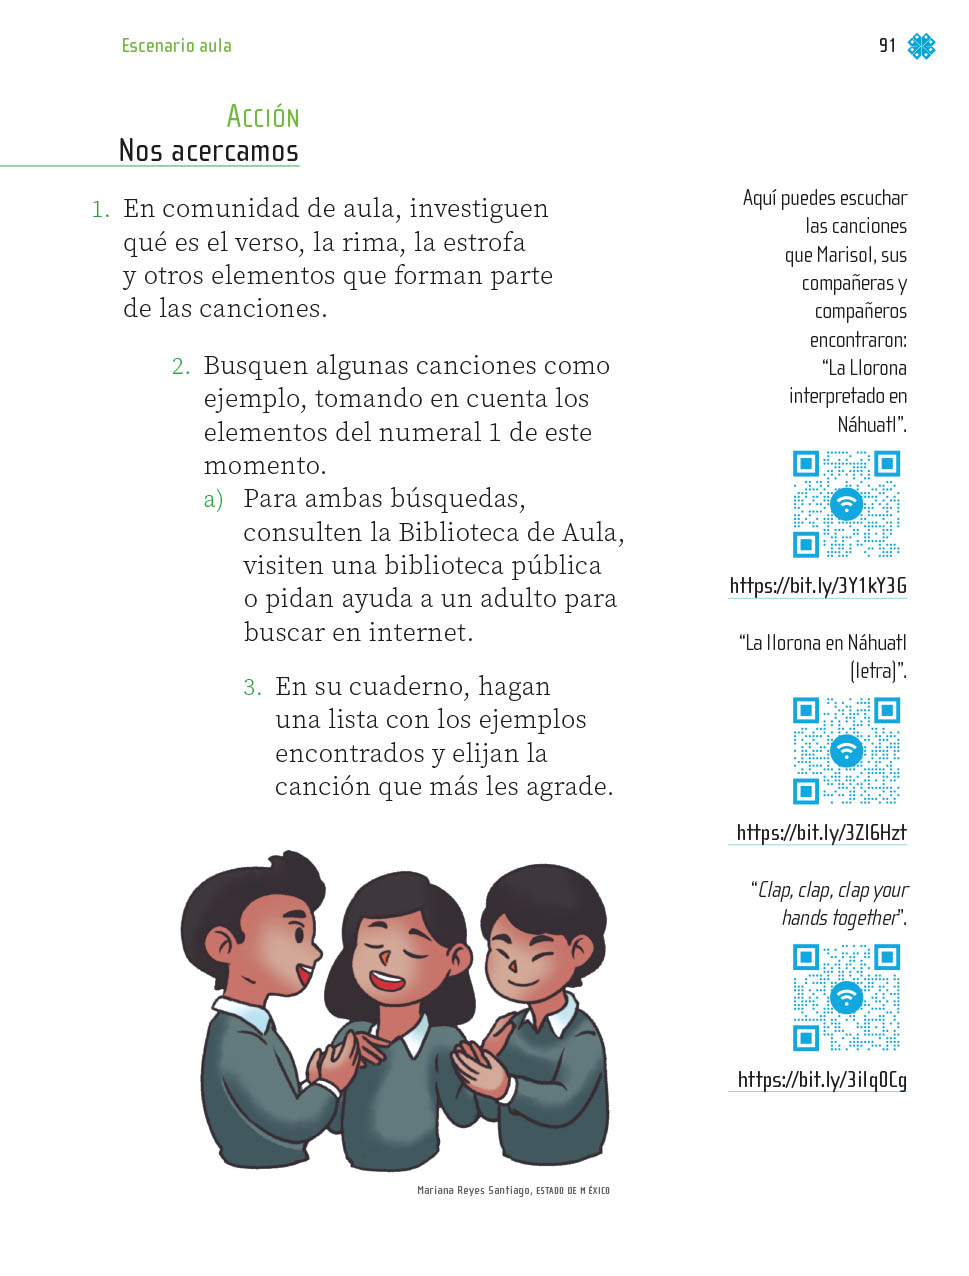 Escenario aula
91
Acción
Nos acercamos
1. En comunidad de aula, investiguen
qué es el verso, la rima, la estrofa
y otros elementos que forman parte
de las canciones.
2. Busquen algunas canciones como
ejemplo, tomando en cuenta los
elementos del numeral 1 de este
momento.
a) Para ambas búsquedas,
consulten la Biblioteca de Aula,
visiten una biblioteca pública
o pidan ayuda a un adulto para
buscar en internet.
3. En su cuaderno, hagan
una lista con los ejemplos
encontrados y elijan la
canción que más les agrade.
Mariana Reyes Santiago, ESTADO DE M ÉXICO
Aquí puedes escuchar
las canciones
que Marisol, sus
compañeras y
compañeros
encontraron:
“La Llorona
interpretado en
Náhuatl”.
https://bit.ly/3Y1kY3G
“La llorona en Náhuatl
(letra)”.
https://bit.ly/3ZI6Hzt
“Clap, clap, clap your
hands together”.
https://bit.ly/3iIq0Cg